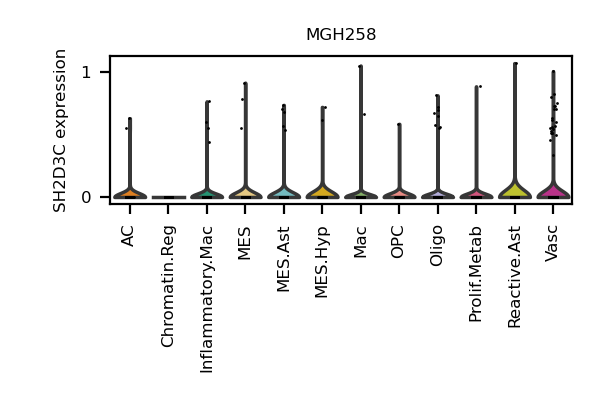 MGH258
SH2D3C expression
1
0
AC
Chromatin.Reg
Inflammatory.Mac
MES
MES.Ast
MES.Hyp
Mac
OPC
Oligo
Prolif.Metab
Reactive.Ast
Vasc